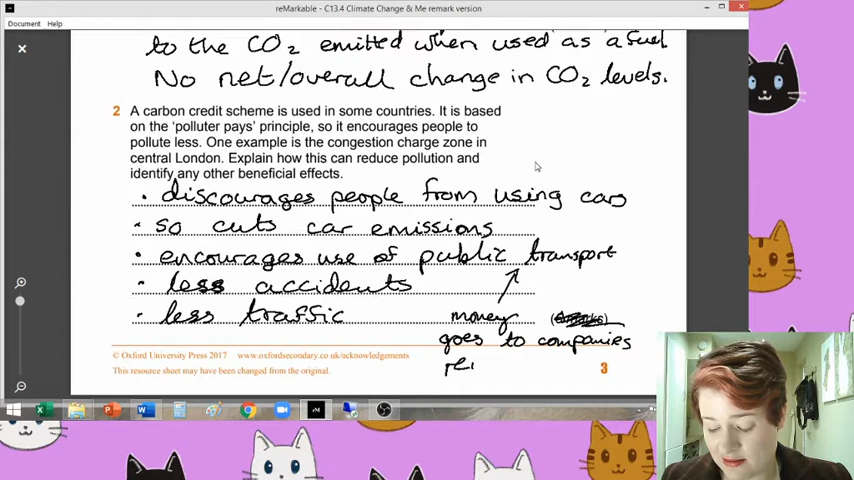 reMarkable - C13.4 Climate Change & Me remark version
Document Help
to the CO2 emitted when used as a fuel.
No net/overall change in CO2 levels.
2 A carbon credit scheme is used in some countries. It is based
on the 'polluter pays' principle, so it encourages people to
pollute less. One example is the congestion charge zone in
central London. Explain how this can reduce pollution and
identify any other beneficial effects.
• discourages people from using cars
• so cuts car emissions
• encourages use of public transport
• less accidents
• less traffic
money
goes to companies
re
© Oxford University Press 2017 www.oxfordsecondary.co.uk/acknowledgements
This resource sheet may have been changed from the original.
3